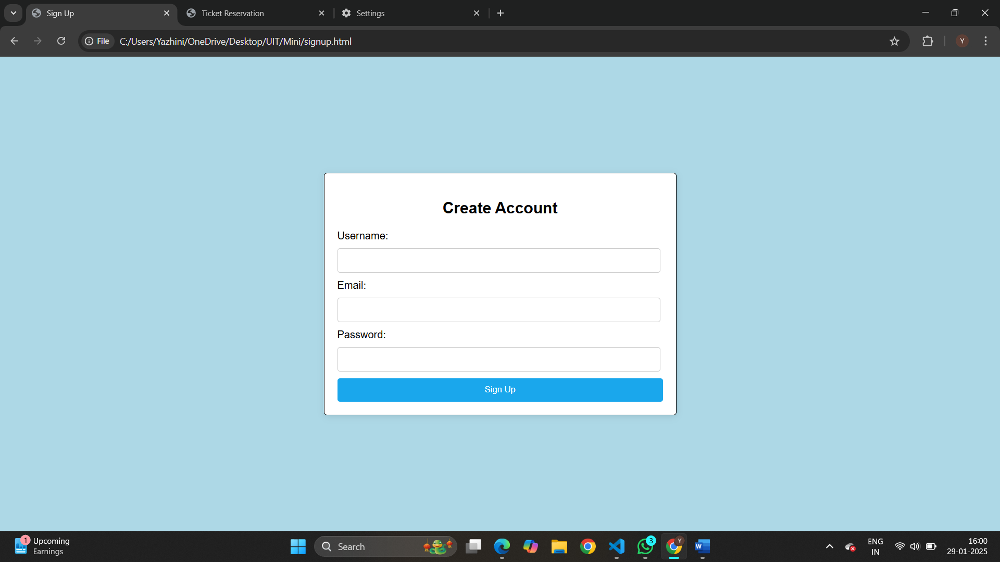 Sign Up
Ticket Reservation
Settings
File
C:/Users/Yazhini/OneDrive/Desktop/UIT/Mini/signup.html
Y
Create Account
Username:
Email:
Password:
Sign Up
1
Upcoming
Earnings
Search
3
Y
W
ENG
IN
16:00
29-01-2025